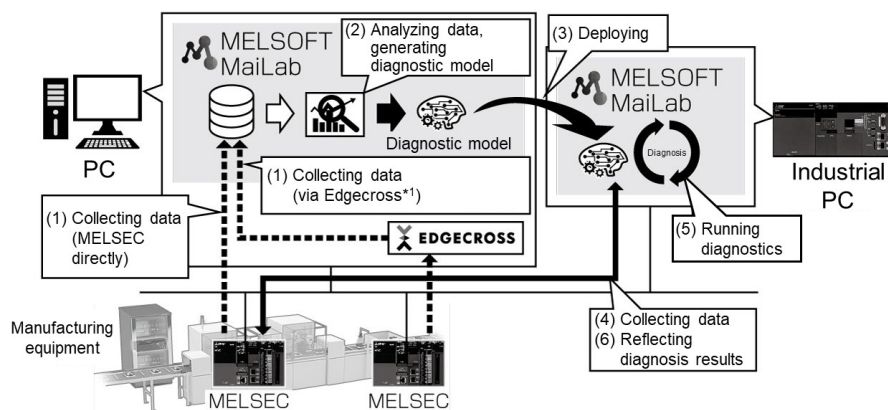 MELSOFT
MaiLab
(2) Analyzing data,
generating
diagnostic model
(3) Deploying
MELSOFT
MaiLab
PC
Diagnostic model
Diagnosis
Industrial
PC
(1) Collecting data
(via Edgecross*1)
(1) Collecting data
(MELSEC
directly)
EDGECROSS
(5) Running
diagnostics
(4) Collecting data
(6) Reflecting
diagnosis results
Manufacturing
equipment
MELSEC
MELSEC